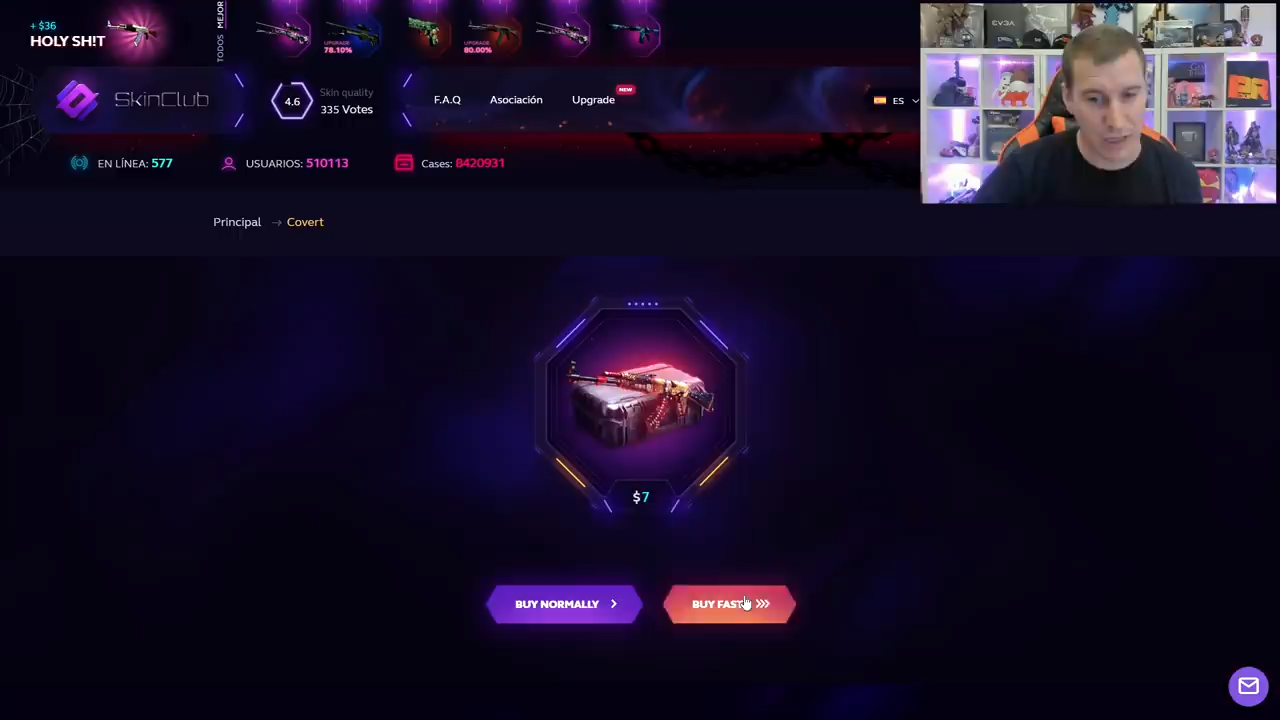 + $36
HOLY SH!T
TODOS MEJOR
UPGRADE
78.10%
UPGRADE
80.00%
SkinClub
4.6
Skin quality
335 Votes
F.A.Q
Asociación
Upgrade
NEW
ES
EN LÍNEA: 577
USUARIOS: 510113
Cases: 8420931
Principal → Covert
$7
BUY NORMALLY
BUY FAST
EVGA